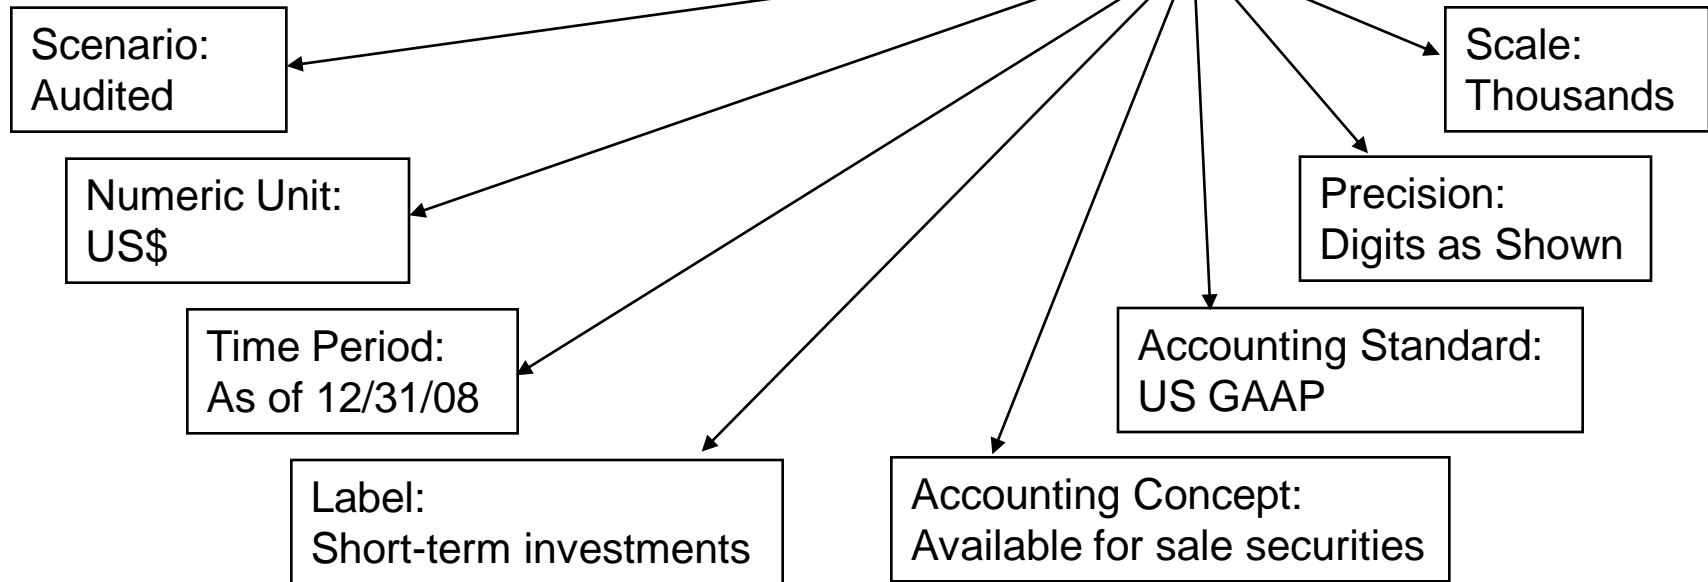 Scenario:
Audited
Scale:
Thousands
Numeric Unit:
US$
Precision:
Digits as Shown
Time Period:
As of 12/31/08
Accounting Standard:
US GAAP
Label:
Short-term investments
Accounting Concept:
Available for sale securities